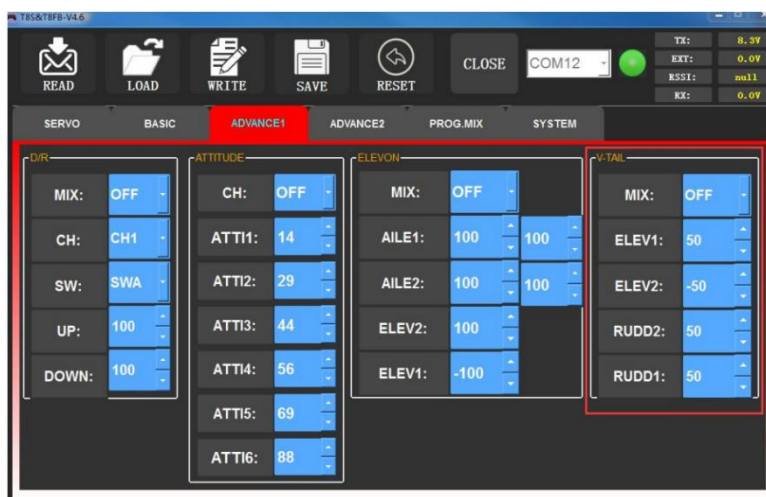 T8S&T8FB-V4.6
READ LOAD WRITE SAVE RESET CLOSE COM12
TX: 8.3V
EXT: 0.0V
RSSI: null
RX: 0.0V
SERVO BASIC ADVANCE1 ADVANCE2 PROG.MIX SYSTEM
D/R
MIX: OFF
CH: CH1
SW: SWA
UP: 100
DOWN: 100
ATTITUDE
CH: OFF
ATTI1: 14
ATTI2: 29
ATTI3: 44
ATTI4: 56
ATTI5: 69
ATTI6: 88
ELEVON
MIX: OFF
AILE1: 100 100
AILE2: 100 100
ELEV2: 100
ELEV1: -100
V-TAIL
MIX: OFF
ELEV1: 50
ELEV2: -50
RUDD2: 50
RUDD1: 50